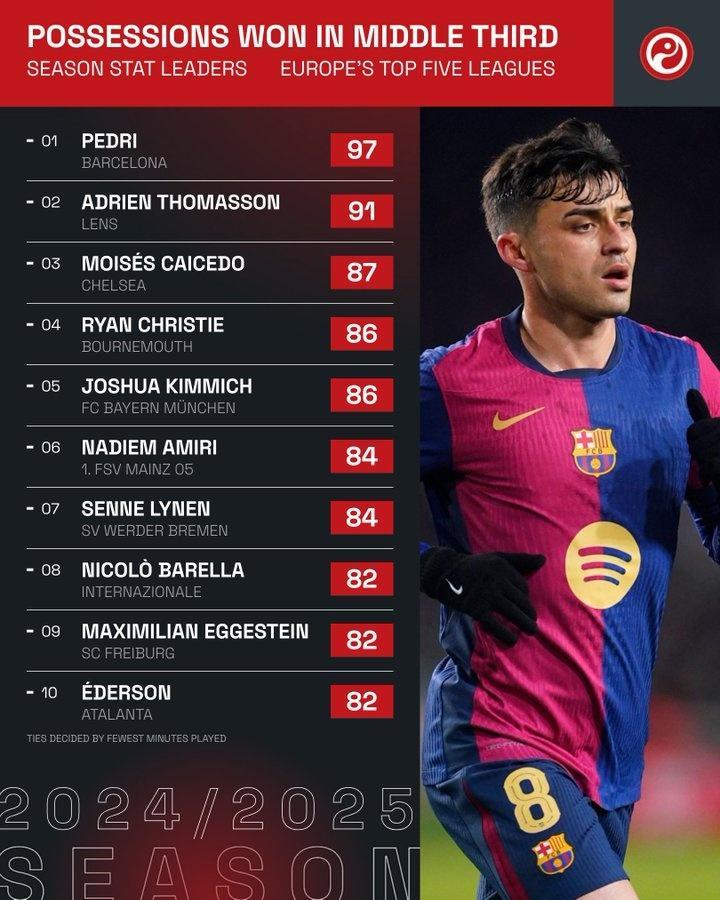 POSSESSIONS WON IN MIDDLE THIRD
SEASON STAT LEADERS EUROPE'S TOP FIVE LEAGUES
01 PEDRI 97
BARCELONA
02 ADRIEN THOMASSON 91
LENS
03 MOISÉS CAICEDO 87
CHELSEA
04 RYAN CHRISTIE 86
BOURNEMOUTH
05 JOSHUA KIMMICH 86
FC BAYERN MÜNCHEN
06 NADIEM AMIRI 84
1. FSV MAINZ 05
07 SENNE LYNEN 84
SV WERDER BREMEN
08 NICOLÒ BARELLA 82
INTERNAZIONALE
09 MAXIMILIAN EGGESTEIN 82
SC FREIBURG
10 ÉDERSON 82
ATALANTA
TIES DECIDED BY FEWEST MINUTES PLAYED
2024/2025
SEASON
FCB
8